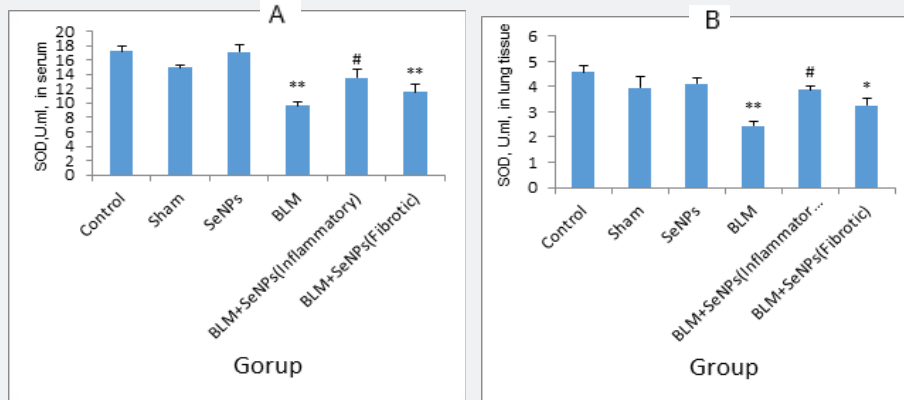 A
SOD,U.ml, in serum
20
18
16
14
12
10
8
6
4
2
0
**
#
**
Control
Sham
SeNPs
BLM
BLM+SeNPs(Inflammatory)
BLM+SeNPs(Fibrotic)
Gorup
B
SOD, U.ml, in lung tissue
6
5
4
3
2
1
0
**
#
*
Control
Sham
SeNPs
BLM
BLM+SeNPs(Inflammator...
BLM+SeNPs(Fibrotic)
Group